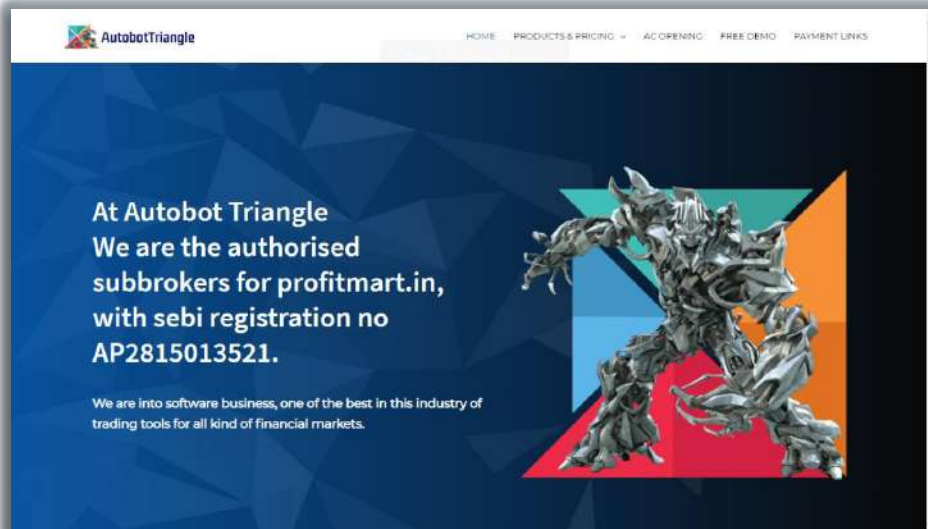 AutobotTriangle
HOME PRODUCTS & PRICING AC OPENING FREE DEMO PAYMENT LINKS
At Autobot Triangle
We are the authorised
subbrokers for profitmart.in,
with sebi registration no
AP2815013521.
We are into software business, one of the best in this industry of
trading tools for all kind of financial markets.